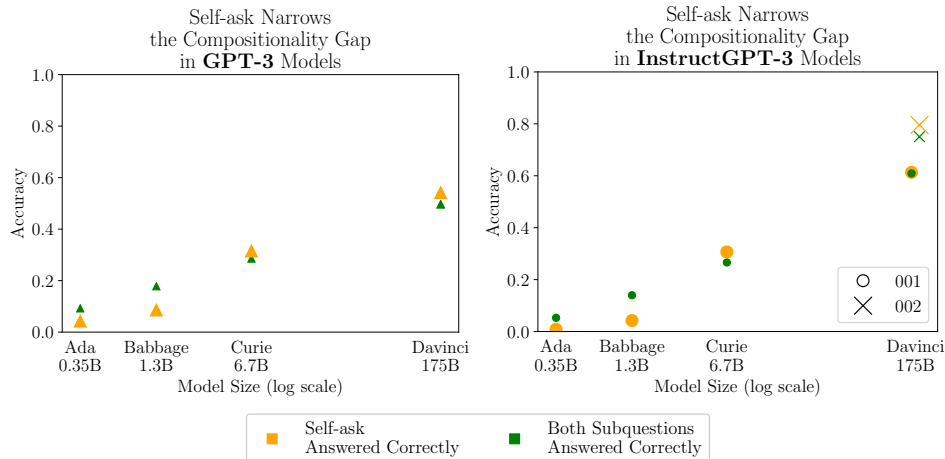 Self-ask Narrows
the Compositionality Gap
in GPT-3 Models
1.0
0.8
0.6
0.4
0.2
0.0
Accuracy
Ada
0.35B
Babbage
1.3B
Curie
6.7B
Davinci
175B
Model Size (log scale)
Self-ask Narrows
the Compositionality Gap
in InstructGPT-3 Models
1.0
0.8
0.6
0.4
0.2
0.0
Accuracy
001
002
Ada
0.35B
Babbage
1.3B
Curie
6.7B
Davinci
175B
Model Size (log scale)
Self-ask
Answered Correctly
Both Subquestions
Answered Correctly